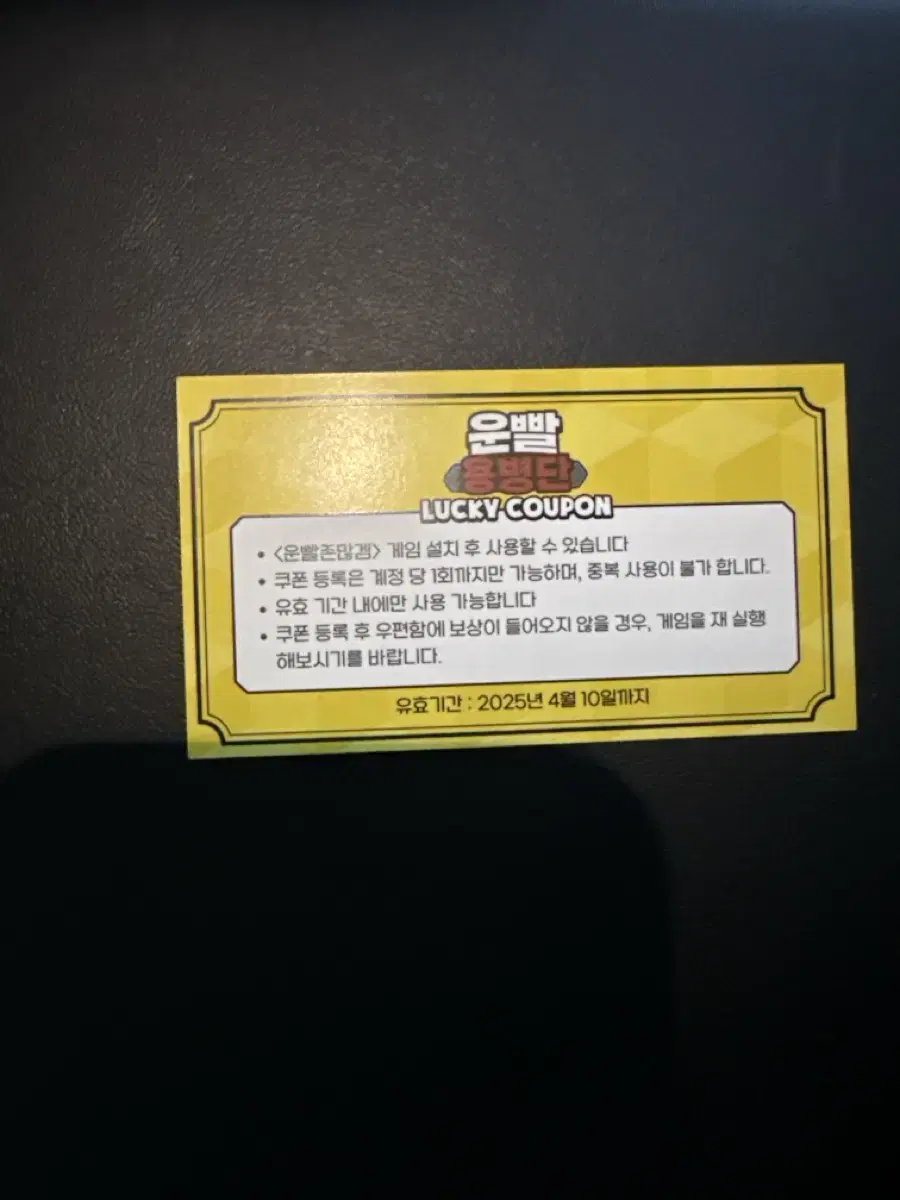 운빨
용병단
LUCKY COUPON
• <운빨존많겜> 게임 설치 후 사용할 수 있습니다
• 쿠폰 등록은 계정 당 1회까지만 가능하며, 중복 사용이 불가 합니다.
• 유효 기간 내에만 사용 가능합니다
• 쿠폰 등록 후 우편함에 보상이 들어오지 않을 경우, 게임을 재 실행
해보시기를 바랍니다.
유효기간 : 2025년 4월 10일까지